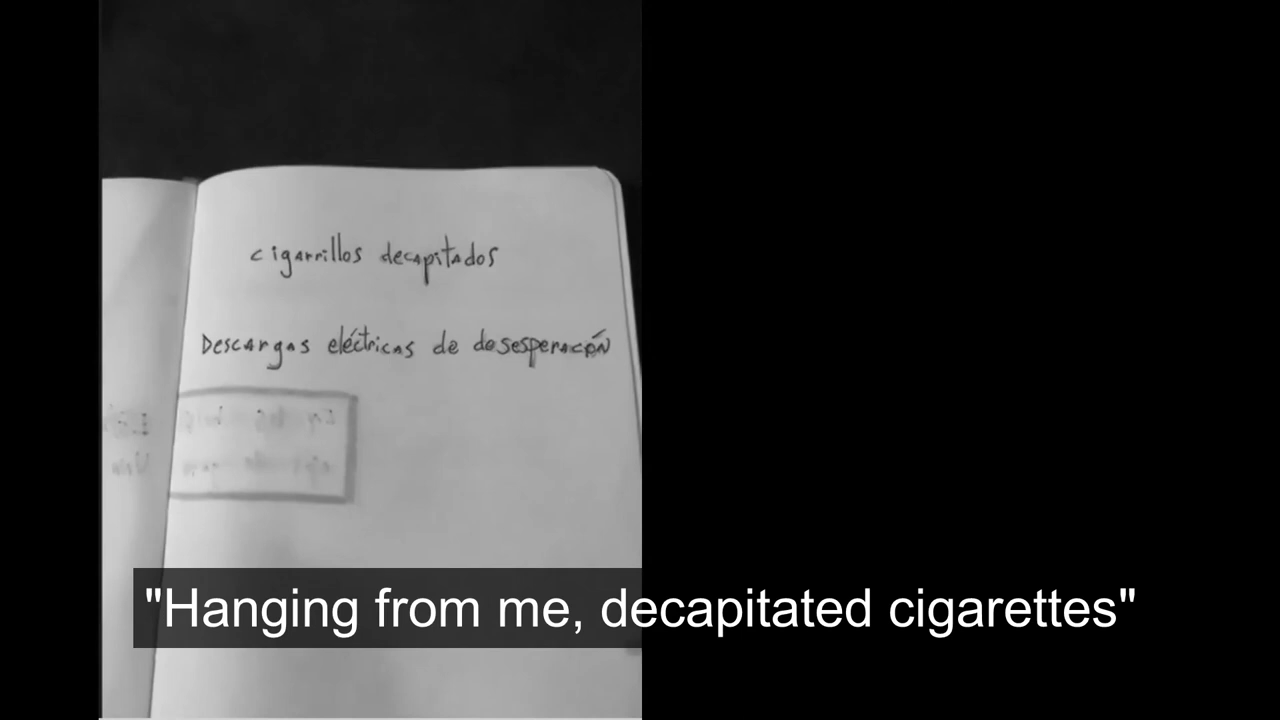 cigarrillos decapitados
Descargas eléctricas de desesperación
"Hanging from me, decapitated cigarettes"